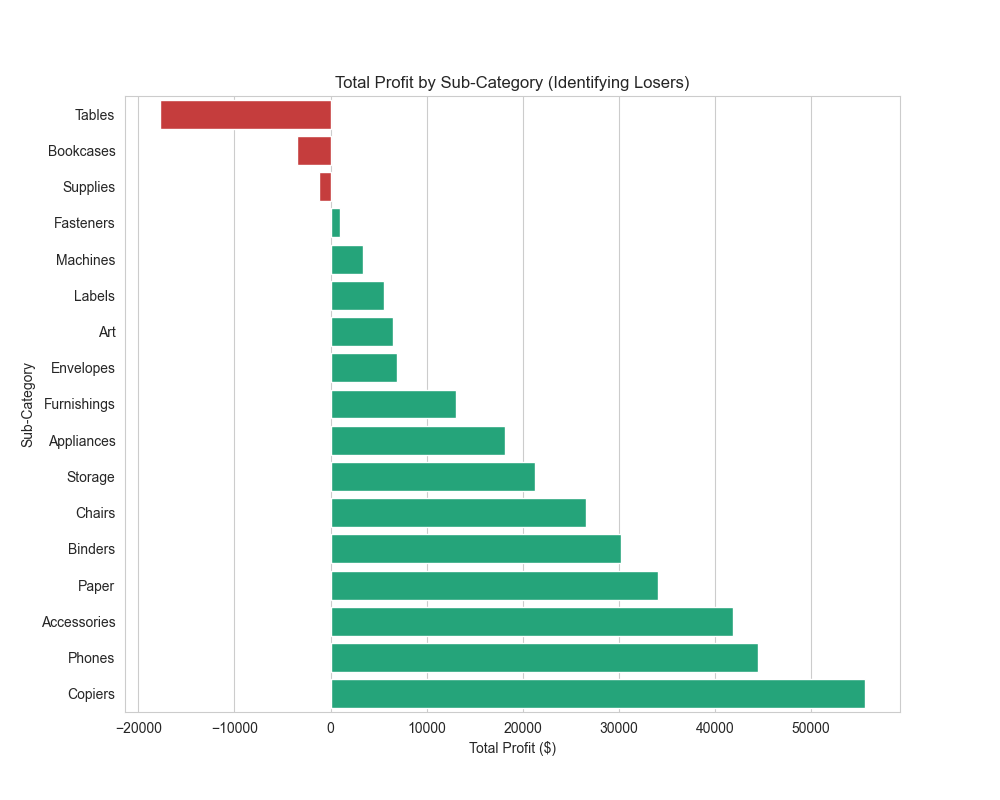 Total Profit by Sub-Category (Identifying Losers)
Sub-Category
Tables
Bookcases
Supplies
Fasteners
Machines
Labels
Art
Envelopes
Furnishings
Appliances
Storage
Chairs
Binders
Paper
Accessories
Phones
Copiers
−20000 −10000 0 10000 20000 30000 40000 50000
Total Profit ($)